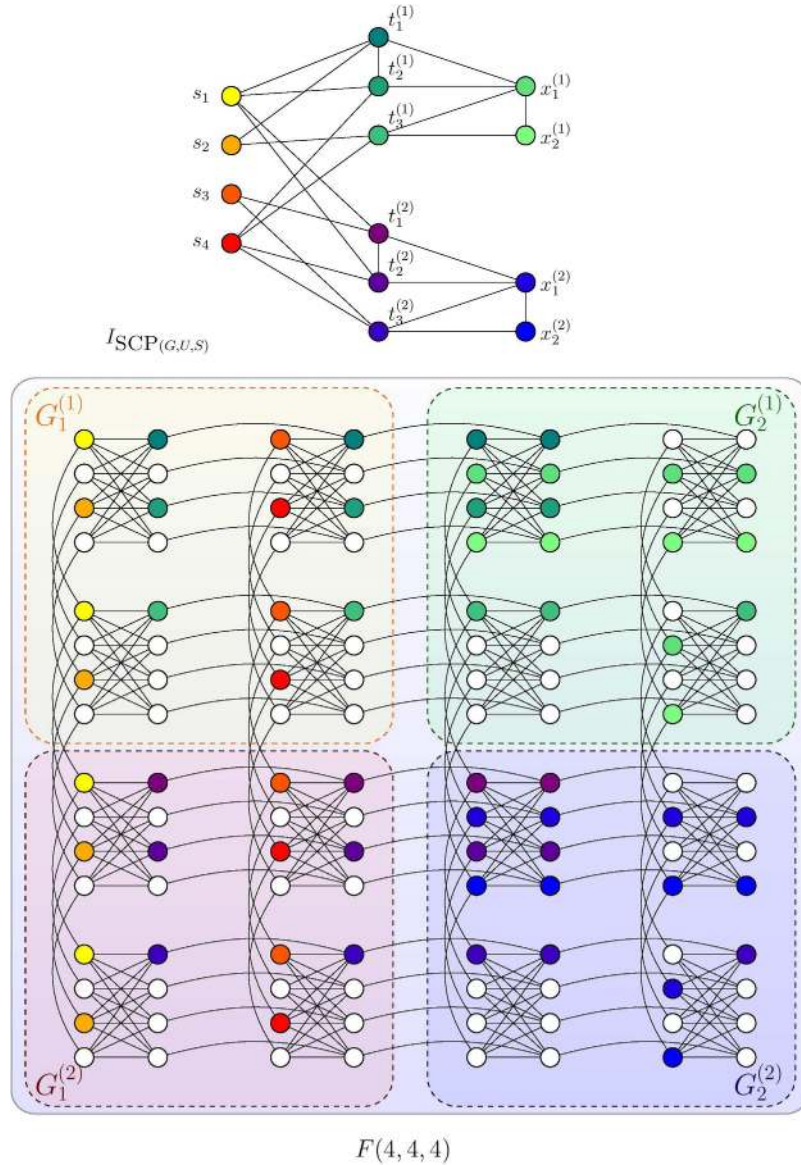 t_1^{(1)}
s_1 t_2^{(1)} x_1^{(1)}
s_2 t_3^{(1)} x_2^{(1)}
s_3
s_4 t_1^{(2)}
t_2^{(2)} x_1^{(2)}
t_3^{(2)} x_2^{(2)}
I_{SCP(G,U,S)}
G_1^{(1)} G_2^{(1)}
G_1^{(2)} G_2^{(2)}
F(4, 4, 4)